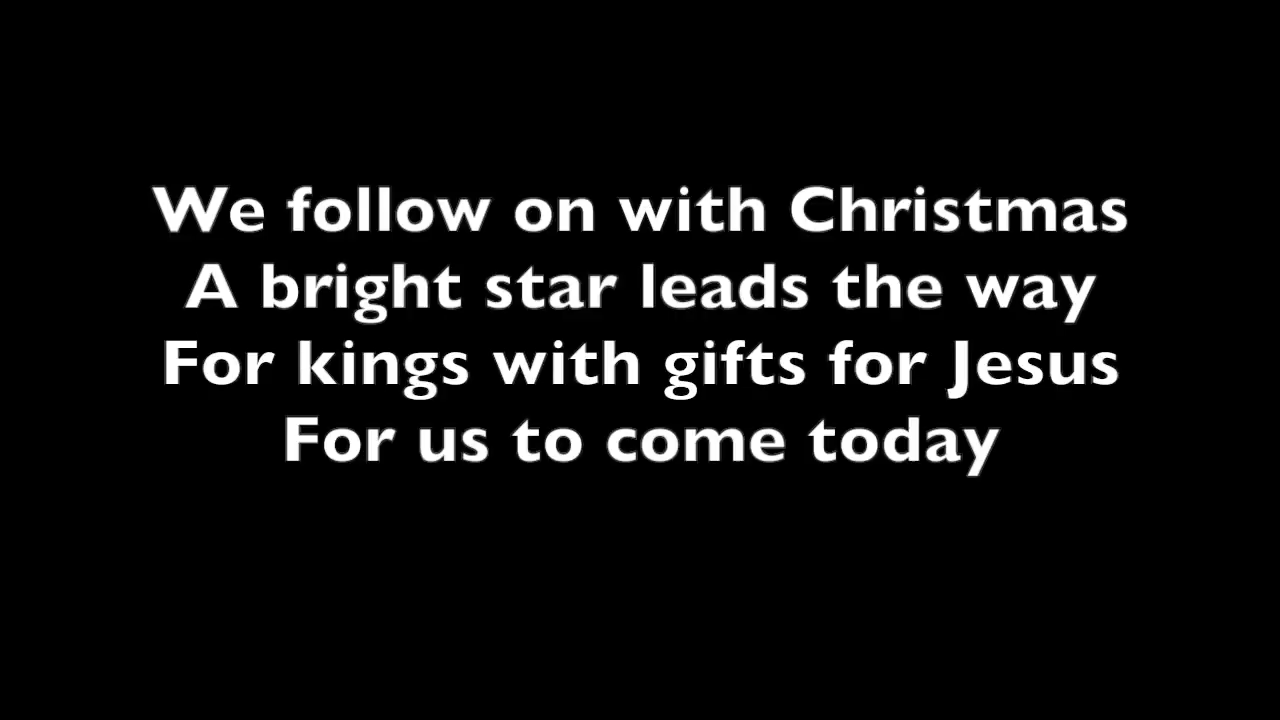 We follow on with Christmas
A bright star leads the way
For kings with gifts for Jesus
For us to come today